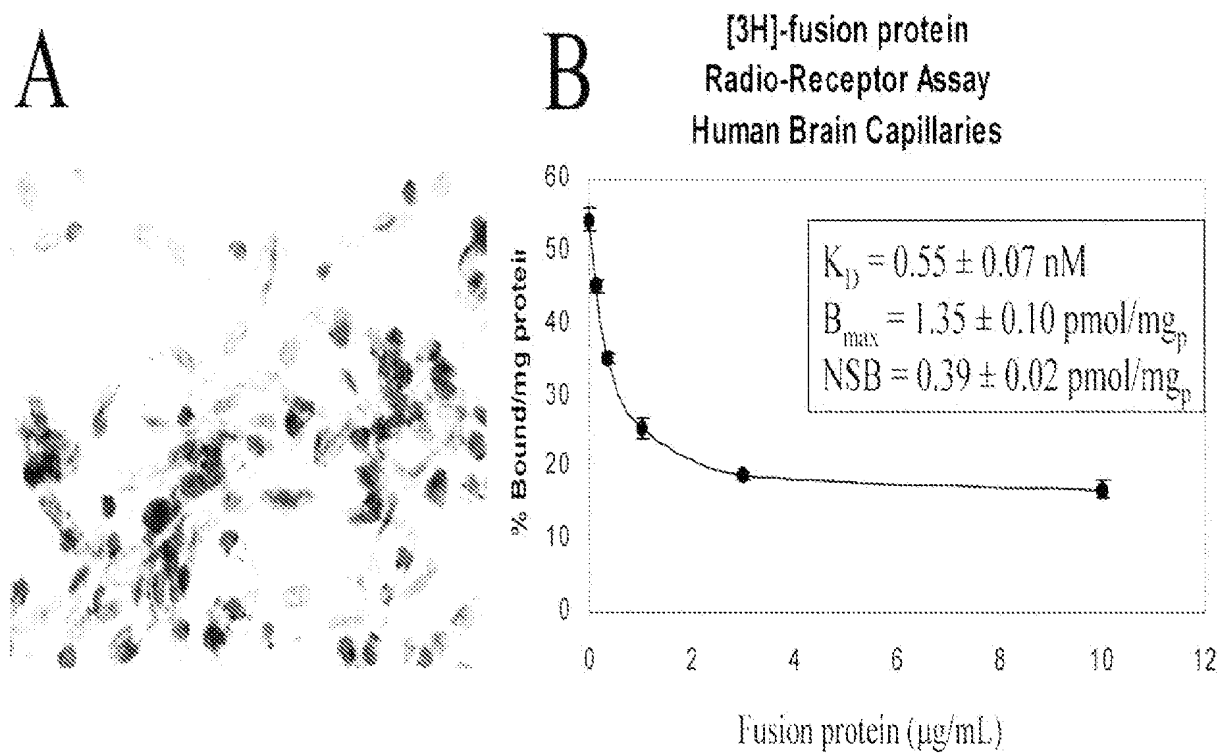 A
B
[3H]-fusion protein
Radio-Receptor Assay
Human Brain Capillaries
60
50
40
30
20
10
0
% Bound/mg protein
K_D = 0.55 ± 0.07 nM
B_max = 1.35 ± 0.10 pmol/mg_p
NSB = 0.39 ± 0.02 pmol/mg_p
0 2 4 6 8 10 12
Fusion protein (µg/mL)